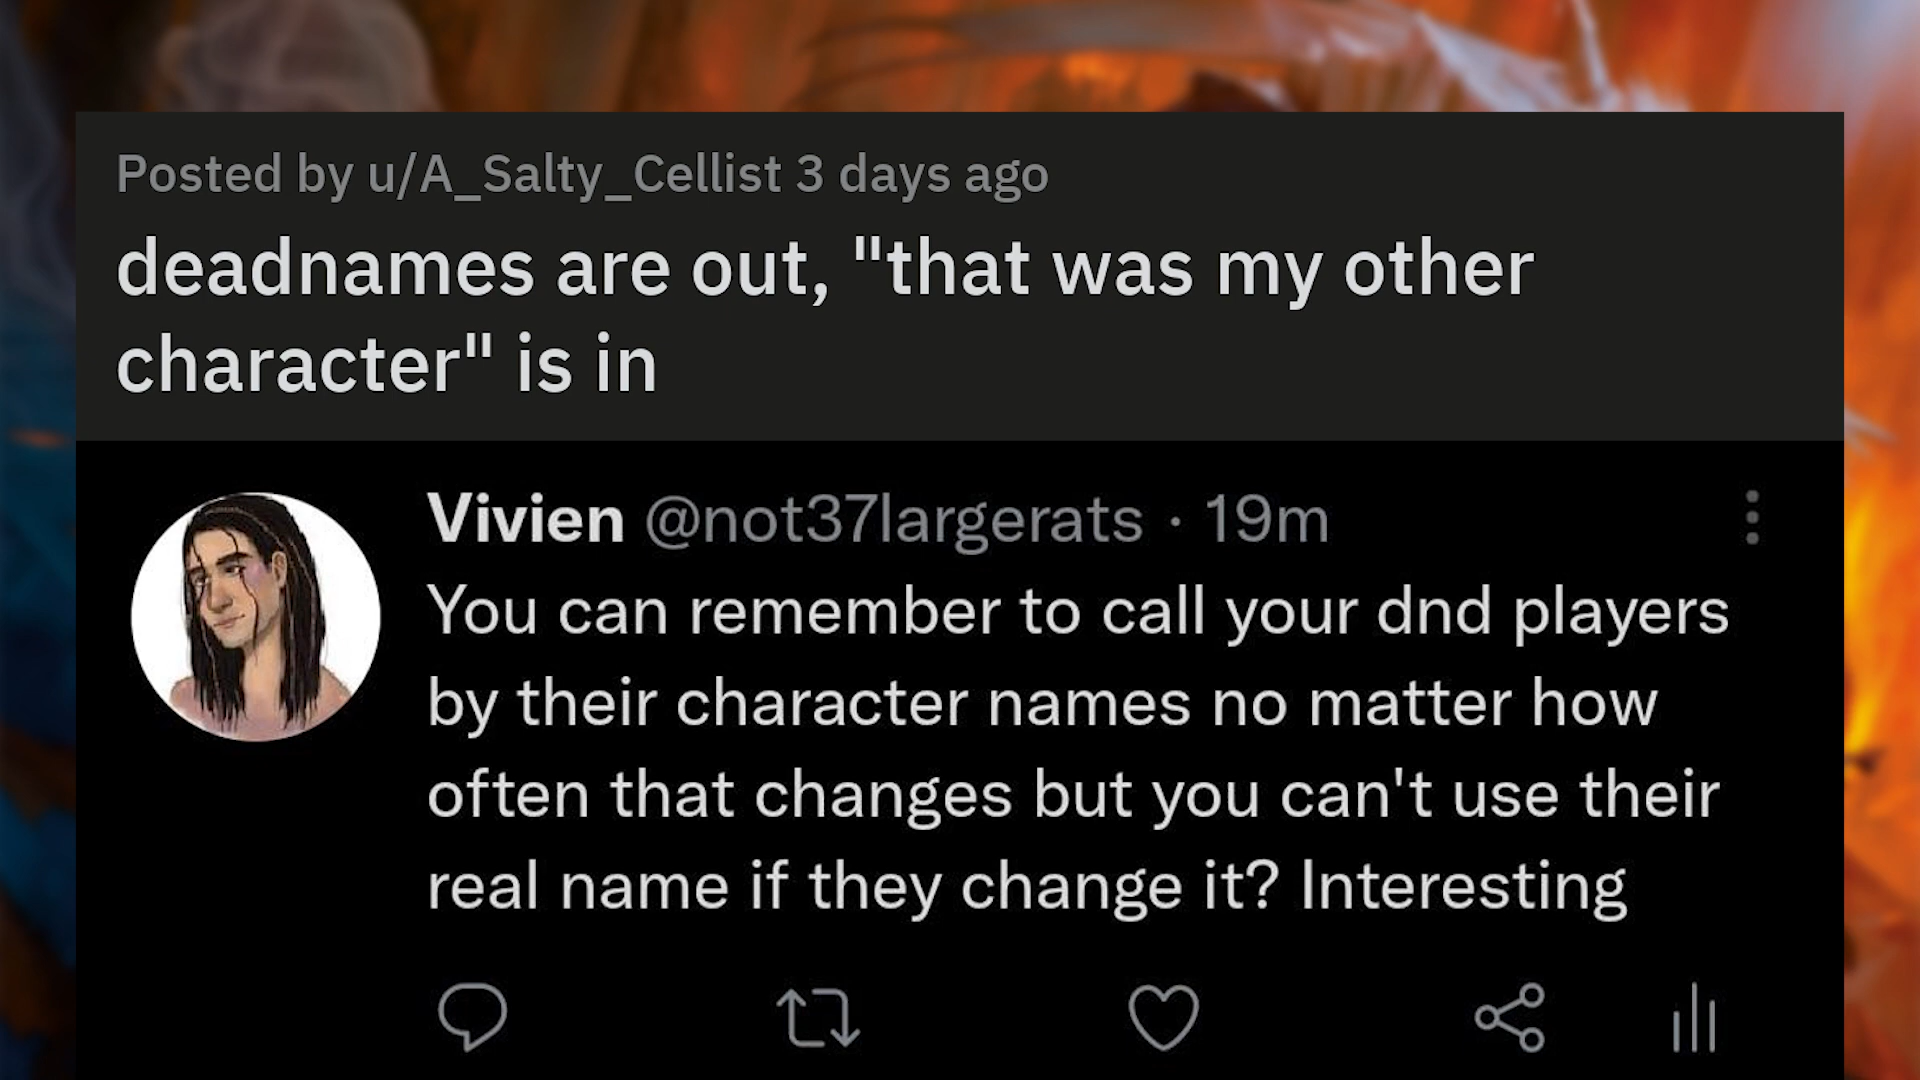 Posted by u/A_Salty_Cellist 3 days ago
deadnames are out, "that was my other
character" is in
Vivien @not37largerats · 19m
You can remember to call your dnd players
by their character names no matter how
often that changes but you can't use their
real name if they change it? Interesting